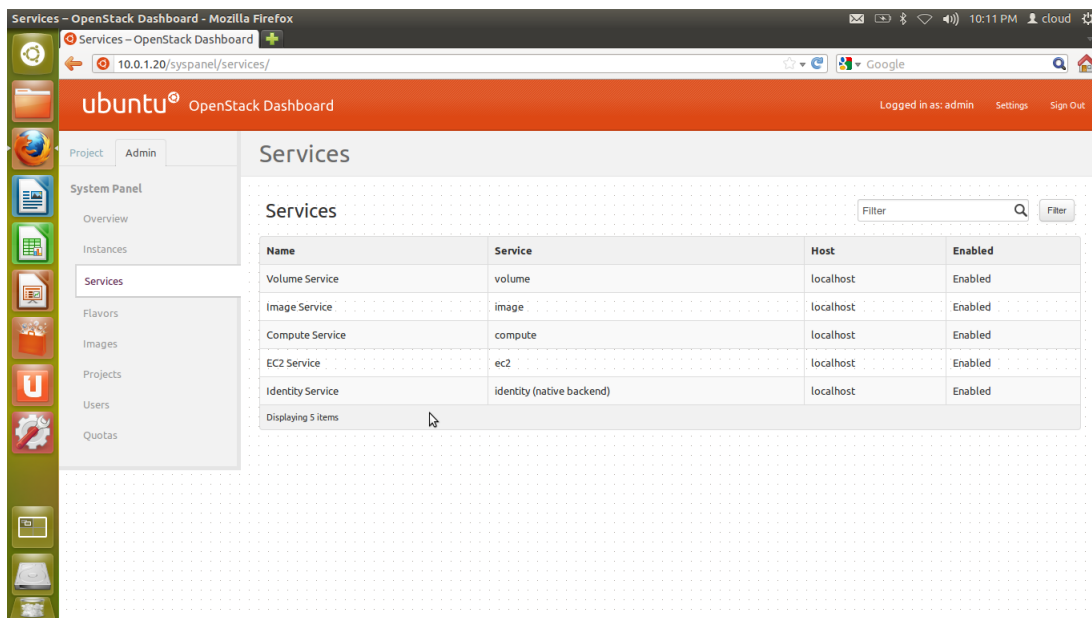 Services – OpenStack Dashboard - Mozilla Firefox
10:11 PM cloud
Services – OpenStack Dashboard
10.0.1.20/syspanel/services/
Google
ubuntu OpenStack Dashboard
Logged in as: admin Settings Sign Out
Project Admin
Services
System Panel
Overview
Instances
Services
Flavors
Images
Projects
Users
Quotas
Services
Filter Filter
Name Service Host Enabled
Volume Service volume localhost Enabled
Image Service image localhost Enabled
Compute Service compute localhost Enabled
EC2 Service ec2 localhost Enabled
Identity Service identity (native backend) localhost Enabled
Displaying 5 items